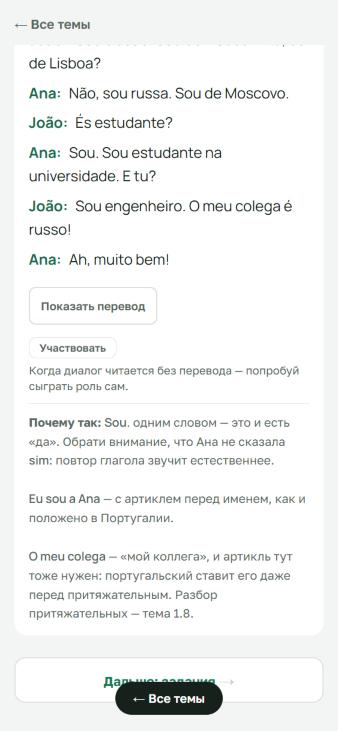 ← Все темы
de Lisboa?
Ana: Não, sou russa. Sou de Moscovo.
João: És estudante?
Ana: Sou. Sou estudante na
universidade. E tu?
João: Sou engenheiro. O meu colega é
russo!
Ana: Ah, muito bem!
Показать перевод
Участвовать
Когда диалог читается без перевода — попробуй
сыграть роль сам.
Почему так: Sou. одним словом — это и есть
«да». Обрати внимание, что Ана не сказала
sim: повтор глагола звучит естественнее.
Eu sou a Ana — с артиклем перед именем, как и
положено в Португалии.
O meu colega — «мой коллега», и артикль тут
тоже нужен: португальский ставит его даже
перед притяжательным. Разбор
притяжательных — тема 1.8.
Дальше: задания →
← Все темы